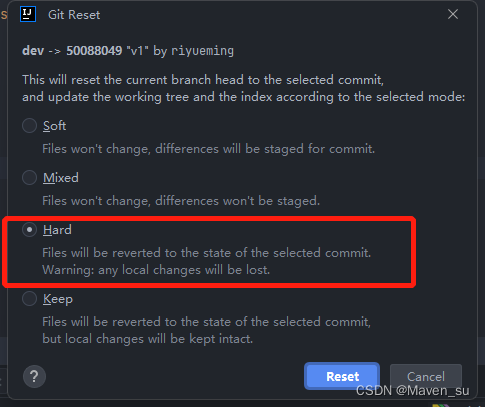 IJ
Git Reset
dev -> 50088049 "v1" by riyueming
This will reset the current branch head to the selected commit,
and update the working tree and the index according to the selected mode:
Soft
Files won't change, differences will be staged for commit.
Mixed
Files won't change, differences won't be staged.
Hard
Files will be reverted to the state of the selected commit.
Warning: any local changes will be lost.
Keep
Files will be reverted to the state of the selected commit,
but local changes will be kept intact.
? Reset Cancel
CSDN @Maven_su